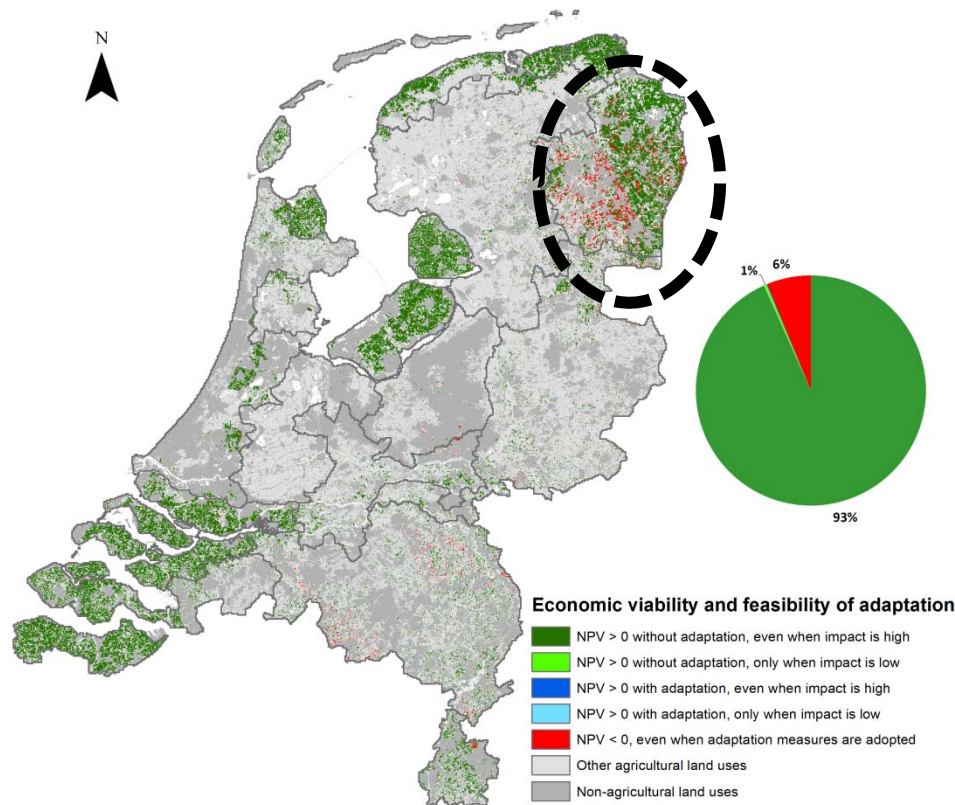 N
1%
6%
93%
Economic viability and feasibility of adaptation
NPV > 0 without adaptation, even when impact is high
NPV > 0 without adaptation, only when impact is low
NPV > 0 with adaptation, even when impact is high
NPV > 0 with adaptation, only when impact is low
NPV < 0, even when adaptation measures are adopted
Other agricultural land uses
Non-agricultural land uses